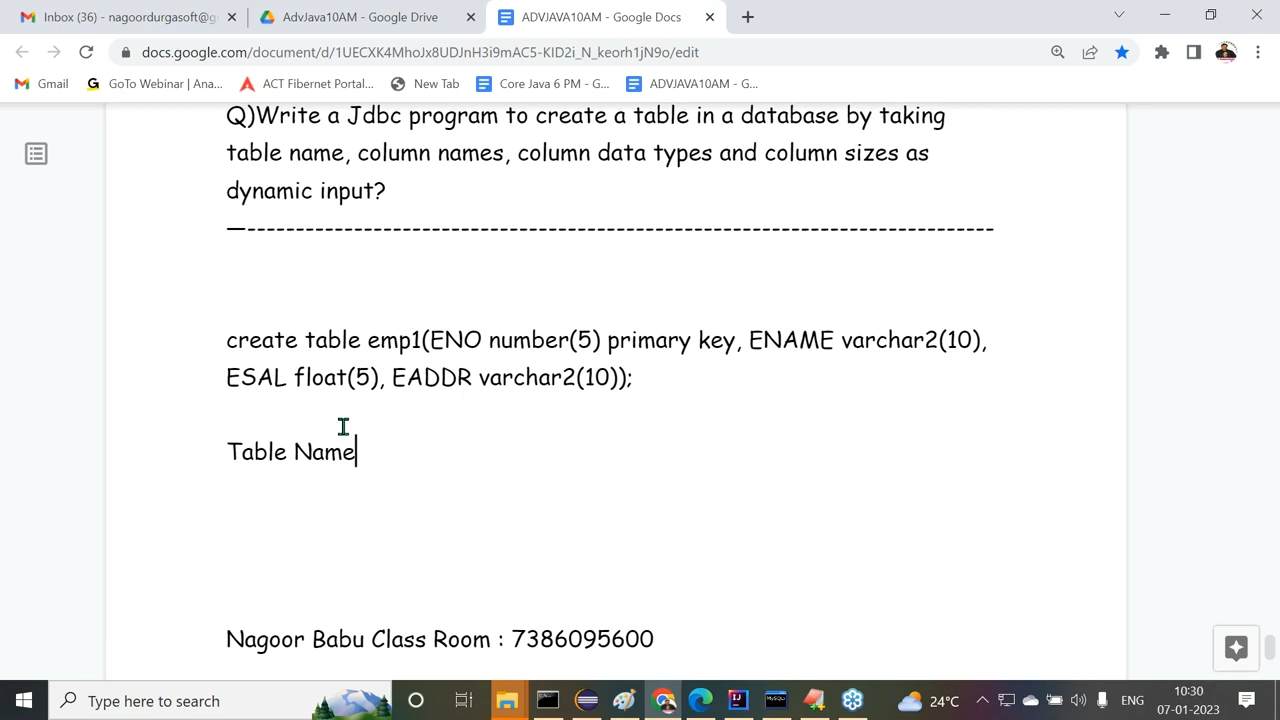 Inbox (36) - nagoordurgasoft@g
AdvJava10AM - Google Drive
ADVJAVA10AM - Google Docs
docs.google.com/document/d/1UECXK4MhoJx8UDJnH3i9mAC5-KID2i_N_keorh1jN9o/edit
Gmail
GoTo Webinar | Ana...
ACT Fibernet Portal...
New Tab
Core Java 6 PM - G...
ADVJAVA10AM - G...
Q)Write a Jdbc program to create a table in a database by taking
table name, column names, column data types and column sizes as
dynamic input?
—-----------------------------------------------------------------------------
create table emp1(ENO number(5) primary key, ENAME varchar2(10),
ESAL float(5), EADDR varchar2(10));
Table Name
Nagoor Babu Class Room : 7386095600
Type here to search
24°C
ENG
10:30
07-01-2023